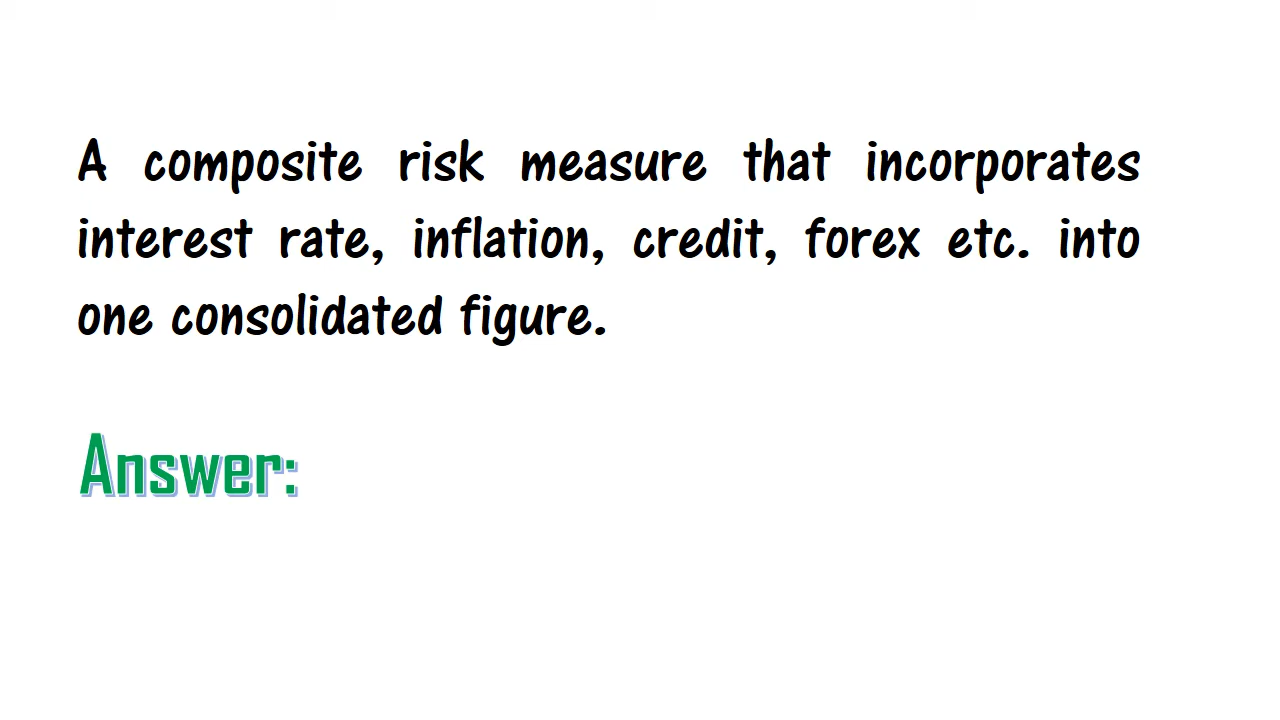 A composite risk measure that incorporates
interest rate, inflation, credit, forex etc. into
one consolidated figure.
Answer: